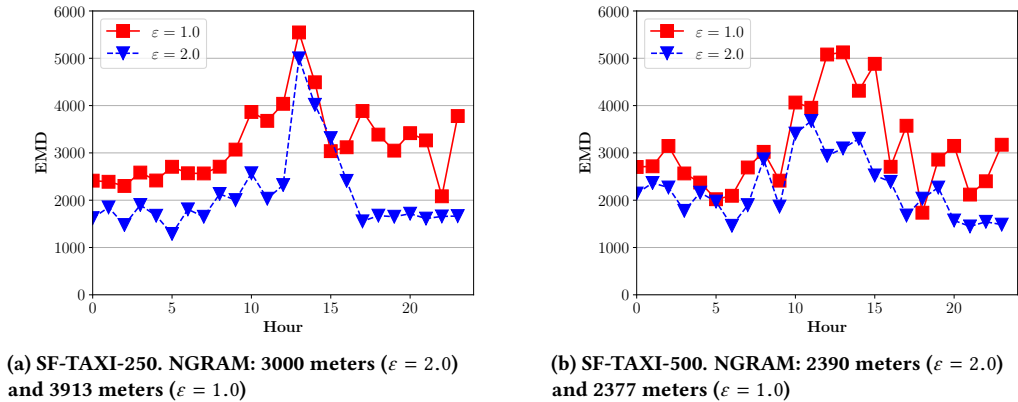 6000
5000
4000
3000
2000
1000
0
EMD
ε = 1.0
ε = 2.0
0 5 10 15 20
Hour
(a) SF-TAXI-250. NGRAM: 3000 meters (ε = 2.0)
and 3913 meters (ε = 1.0)
6000
5000
4000
3000
2000
1000
0
EMD
ε = 1.0
ε = 2.0
0 5 10 15 20
Hour
(b) SF-TAXI-500. NGRAM: 2390 meters (ε = 2.0)
and 2377 meters (ε = 1.0)